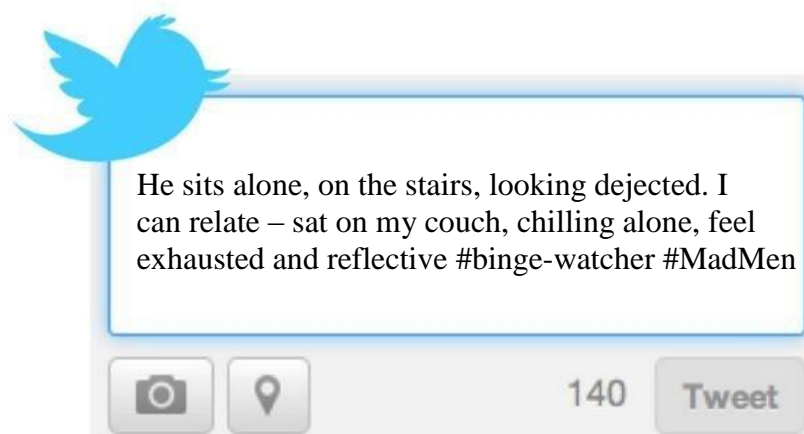 He sits alone, on the stairs, looking dejected. I
can relate – sat on my couch, chilling alone, feel
exhausted and reflective #binge-watcher #MadMen
140 Tweet